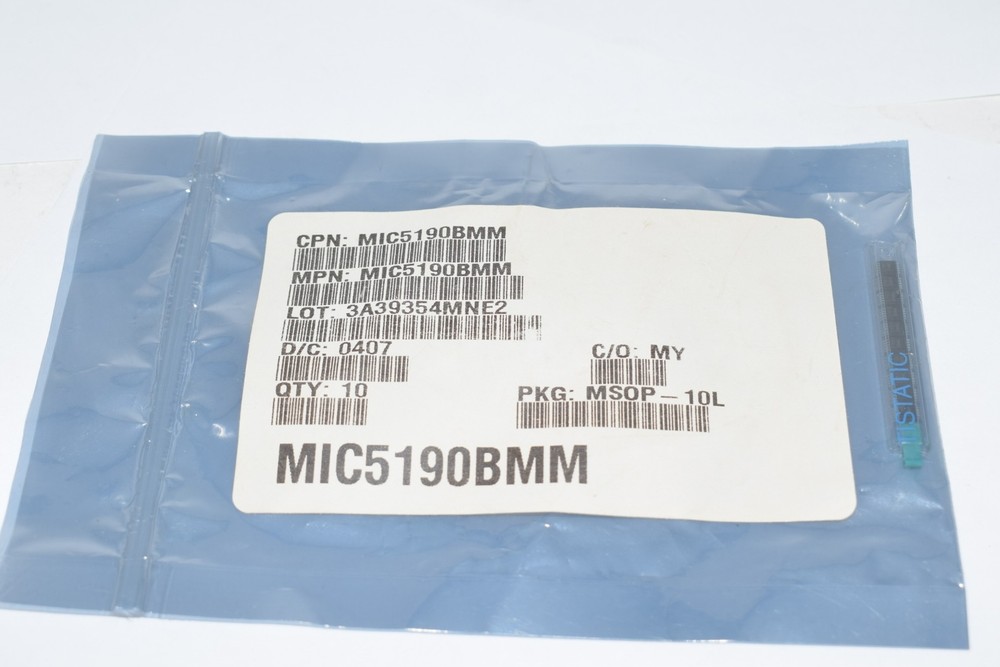 CPN: MIC5190BMM
MPN: MIC5190BMM
LOT: 3A39354MNE2
D/C: 0407
C/O: MY
QTY: 10
PKG: MSOP-10L
MIC5190BMM
STATIC